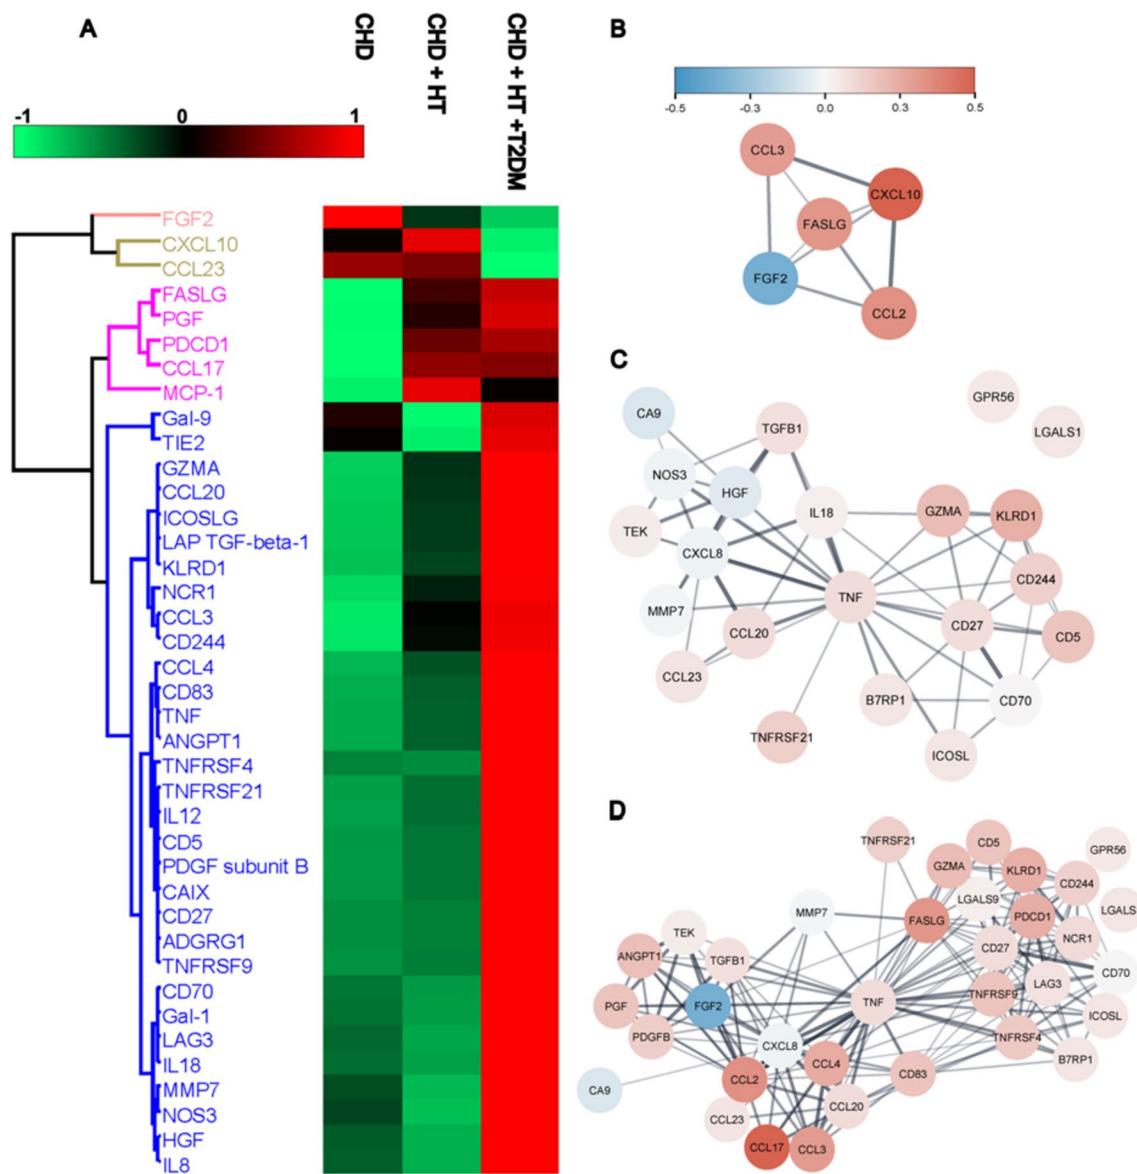 A
CHD
CHD + HT
CHD + HT +T2DM
-1
0
1
FGF2
CXCL10
CCL23
FASLG
PGF
PDCD1
CCL17
MCP-1
Gal-9
TIE2
GZMA
CCL20
ICOSLG
LAP TGF-beta-1
KLRD1
NCR1
CCL3
CD244
CCL4
CD83
TNF
ANGPT1
TNFRSF4
TNFRSF21
IL12
CD5
PDGF subunit B
CAIX
CD27
ADGRG1
TNFRSF9
CD70
Gal-1
LAG3
IL18
MMP7
NOS3
HGF
IL8
B
-0.5
-0.3
0.0
0.3
0.5
CCL3
CXCL10
FASLG
FGF2
CCL2
C
CA9
TGFB1
GPR56
LGALS1
NOS3
HGF
IL18
GZMA
KLRD1
TEK
CXCL8
CD244
MMP7
TNF
CCL20
CD27
CD5
CCL23
B7RP1
CD70
TNFRSF21
ICOSL
D
TNFRSF21
CD5
GPR56
GZMA
KLRD1
CD244
LGALS9
MMP7
FASLG
PDCD1
LGALS
TEK
CD27
NCR1
ANGPT1
TGFB1
CD70
LAG3
PGF
FGF2
TNF
TNFRSF9
ICOSL
PDGFB
CXCL8
TNFRSF4
B7RP1
CCL4
CA9
CCL2
CD83
CCL20
CCL23
CCL17
CCL3